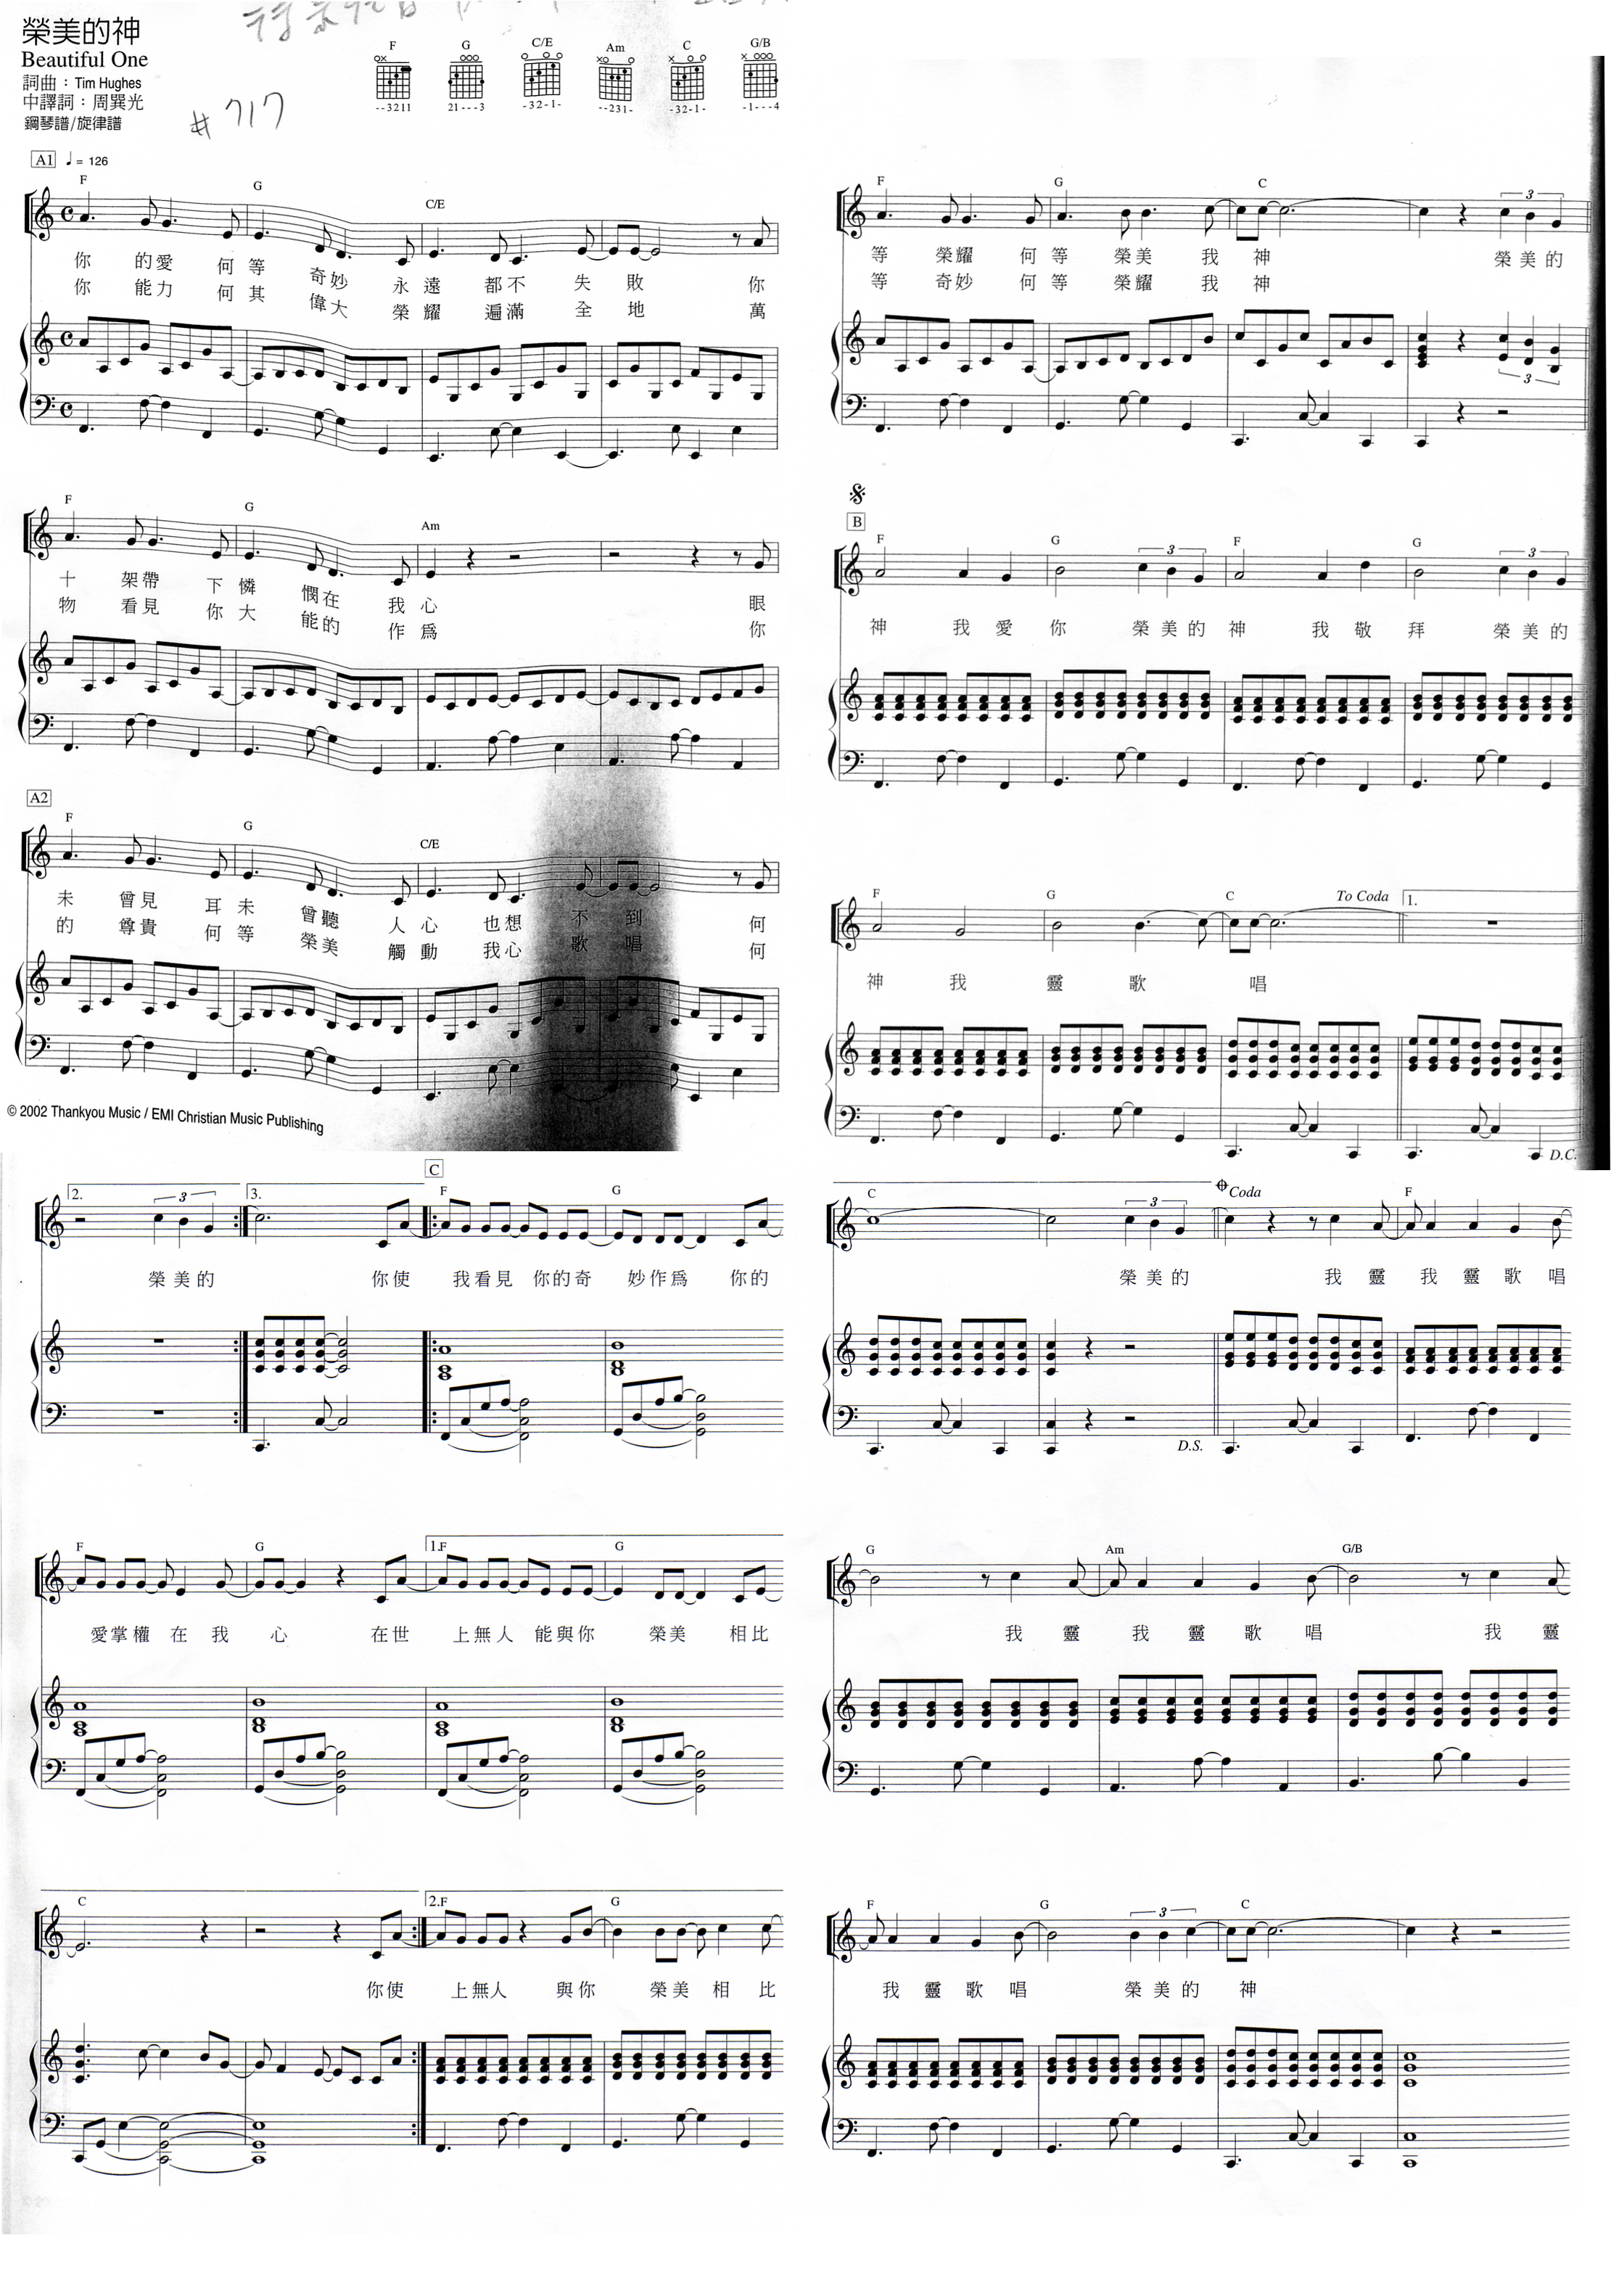 榮美的神
Beautiful One
詞曲：Tim Hughes
中譯詞：周巽光
鋼琴譜/旋律譜
#717
F G C/E Am C G/B
--3211 21---3 -32-1- --231- -32-1- -1---4
A1 ♩= 126
F G C/E
你 的愛 何等 奇妙 永遠 都不 失敗 你
你 能力 何其 偉大 榮耀 遍滿 全地 萬
F G Am
十 架帶 下憐 憫在 我心 眼
物 看見 你大 能的 作為 你
A2
F G C/E
未 曾見 耳未 曾聽 人心 也想 不到 何
的 尊貴 何等 榮美 觸動 我心 歌唱 何
© 2002 Thankyou Music / EMI Christian Music Publishing
F G C
3
等 榮耀 何等 榮美 我神 榮美的
等 奇妙 何等 榮耀 我神
3
B
F G 3 F G 3
神 我愛你 榮美的 神 我敬拜 榮美的
F G C To Coda 1.
神 我 靈 歌 唱
D.C.
2. 3 3. C
F G
榮美的 你使 我看見 你的奇 妙作為 你的
F G 1.F G
愛掌權 在我心 在世 上無人 能與你 榮美 相比
C 2.F G
你使 上無人 與你 榮美 相比
C 3 Coda F
榮美的 我靈 我靈歌唱
D.S.
G Am G/B
我靈 我靈歌唱 我靈
F G 3 C
我靈歌唱 榮美的神